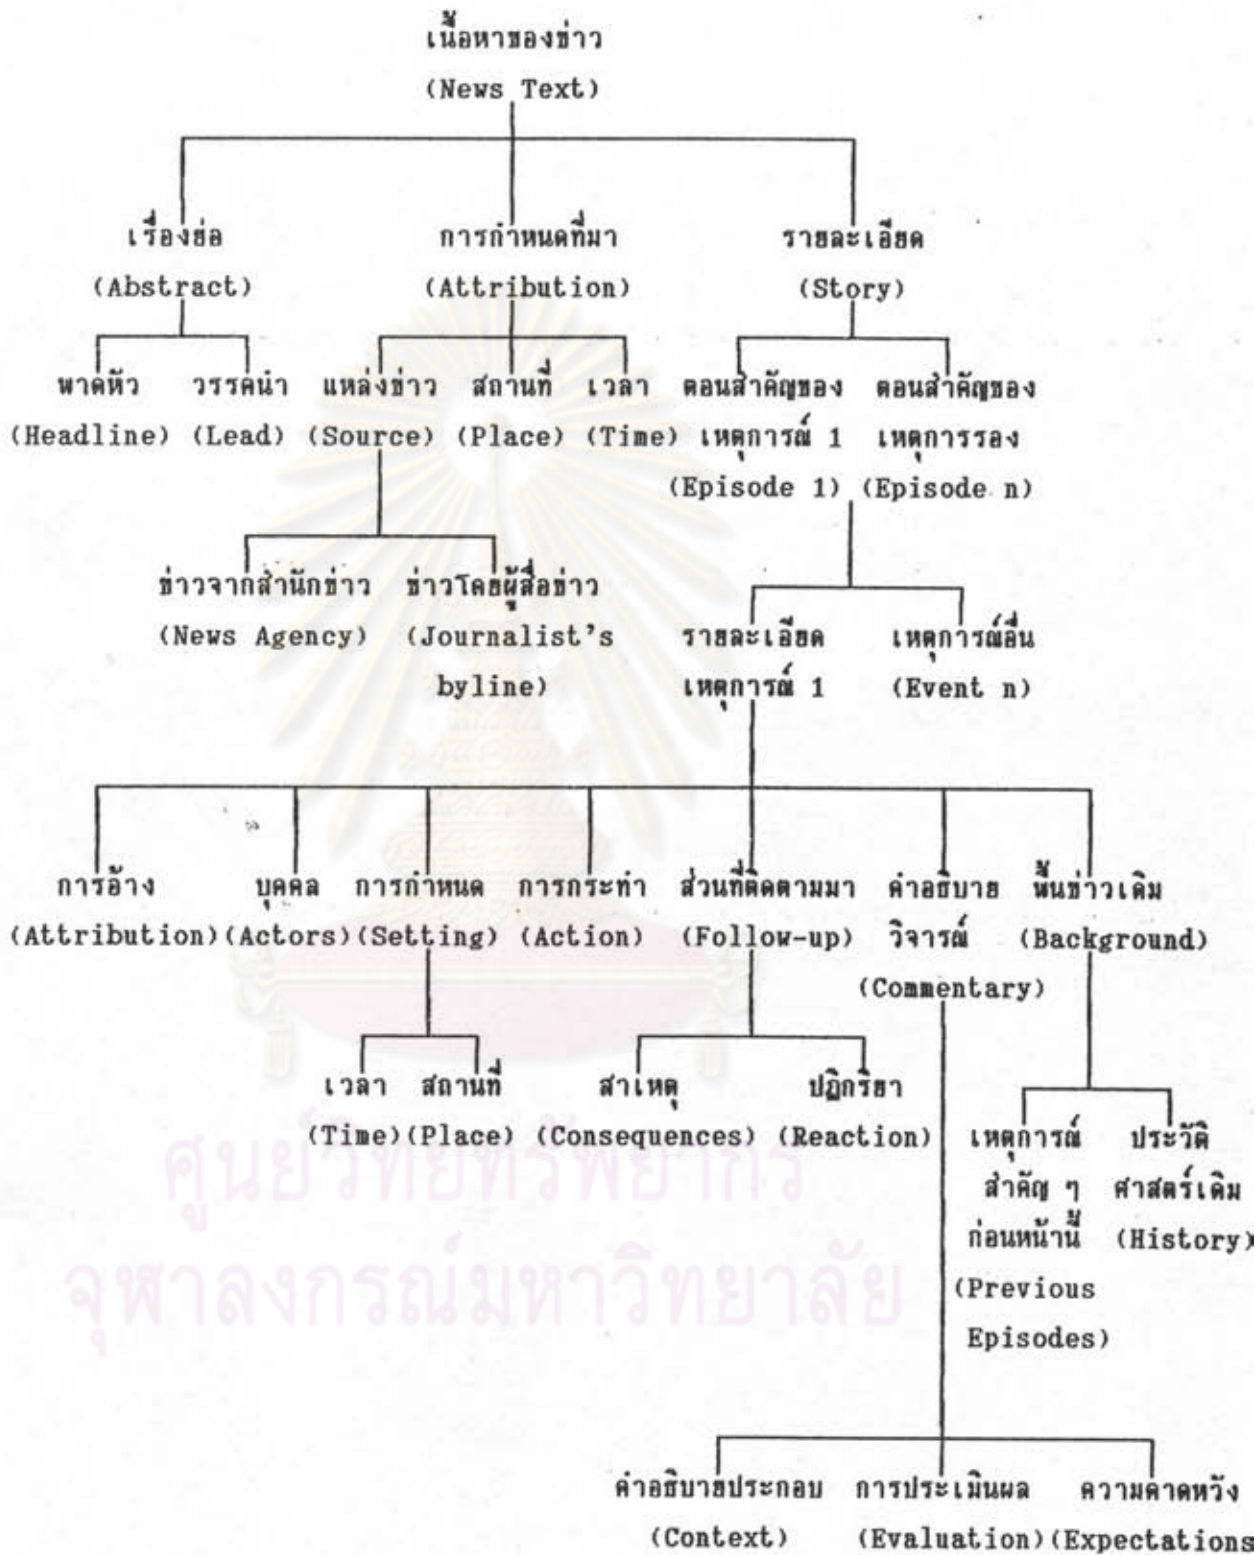 เนื้อหาของข่าว
(News Text)
เรื่องย่อ การกำหนดที่มา รายละเอียด
(Abstract) (Attribution) (Story)
พาดหัว วรรคนำ แหล่งข่าว สถานที่ เวลา ตอนสำคัญของ ตอนสำคัญของ
(Headline) (Lead) (Source) (Place) (Time) เหตุการณ์ 1 เหตุการรอง
(Episode 1) (Episode n)
ข่าวจากสำนักข่าว ข่าวโดยผู้สื่อข่าว
(News Agency) (Journalist's
byline)
รายละเอียด เหตุการณ์อื่น
เหตุการณ์ 1 (Event n)
การอ้าง บุคคล การกำหนด การกระทำ ส่วนที่ติดตามมา คำอธิบาย พื้นข่าวเดิม
(Attribution) (Actors) (Setting) (Action) (Follow-up) วิจารณ์ (Background)
(Commentary)
เวลา สถานที่ สาเหตุ ปฏิกริยา
(Time) (Place) (Consequences) (Reaction)
เหตุการณ์ ประวัติ
สำคัญ ๆ ศาสตร์เดิม
ก่อนหน้านี้ (History)
(Previous
Episodes)
คำอธิบายประกอบ การประเมินผล ความคาดหวัง
(Context) (Evaluation) (Expectations
ศูนย์วิทยทรัพยากร
จุฬาลงกรณ์มหาวิทยาลัย